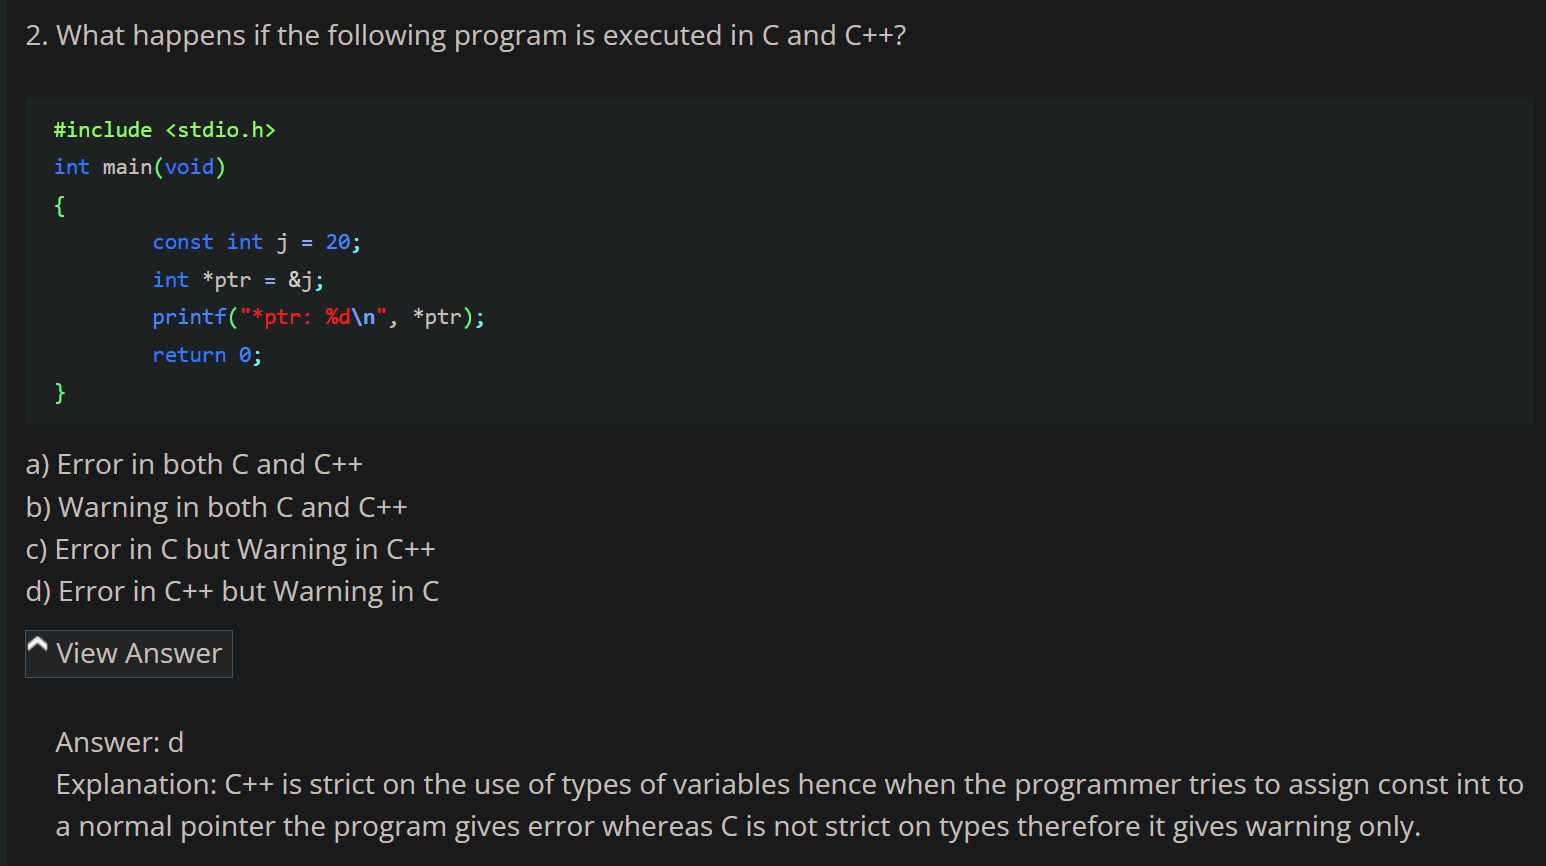 2. What happens if the following program is executed in C and C++?
#include <stdio.h>
int main(void)
{
const int j = 20;
int *ptr = &j;
printf("*ptr: %d\n", *ptr);
return 0;
}
a) Error in both C and C++
b) Warning in both C and C++
c) Error in C but Warning in C++
d) Error in C++ but Warning in C
View Answer
Answer: d
Explanation: C++ is strict on the use of types of variables hence when the programmer tries to assign const int to
a normal pointer the program gives error whereas C is not strict on types therefore it gives warning only.